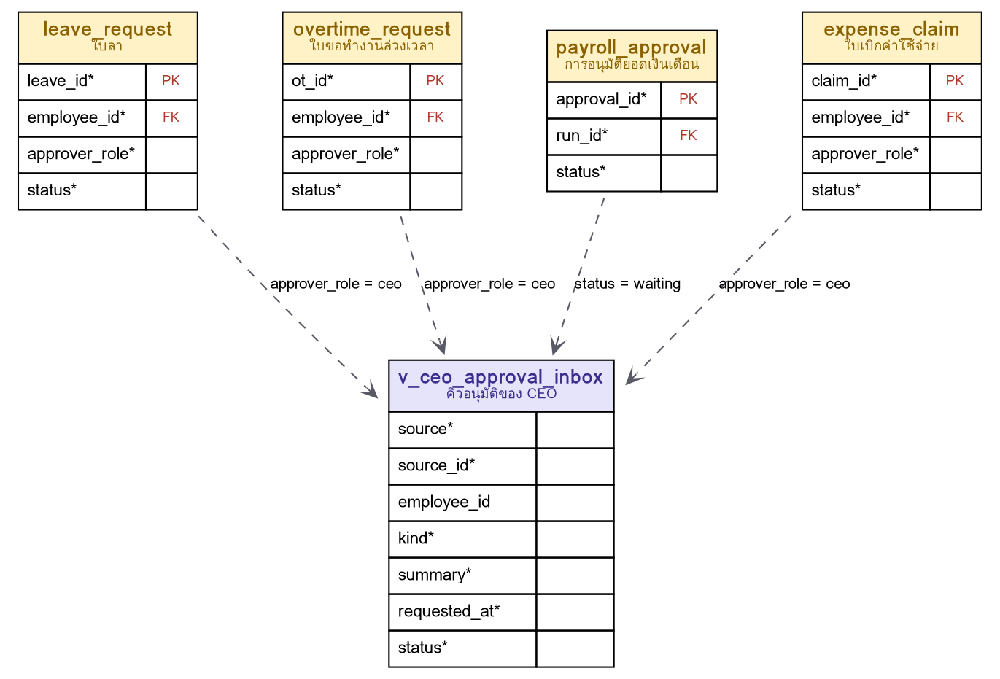 leave_request
ใบลา
leave_id* PK
employee_id* FK
approver_role*
status*
overtime_request
ใบขอทำงานล่วงเวลา
ot_id* PK
employee_id* FK
approver_role*
status*
payroll_approval
การอนุมัติยอดเงินเดือน
approval_id* PK
run_id* FK
status*
expense_claim
ใบเบิกค่าใช้จ่าย
claim_id* PK
employee_id* FK
approver_role*
status*
approver_role = ceo
approver_role = ceo
status = waiting
approver_role = ceo
v_ceo_approval_inbox
คิวอนุมัติของ CEO
source*
source_id*
employee_id
kind*
summary*
requested_at*
status*